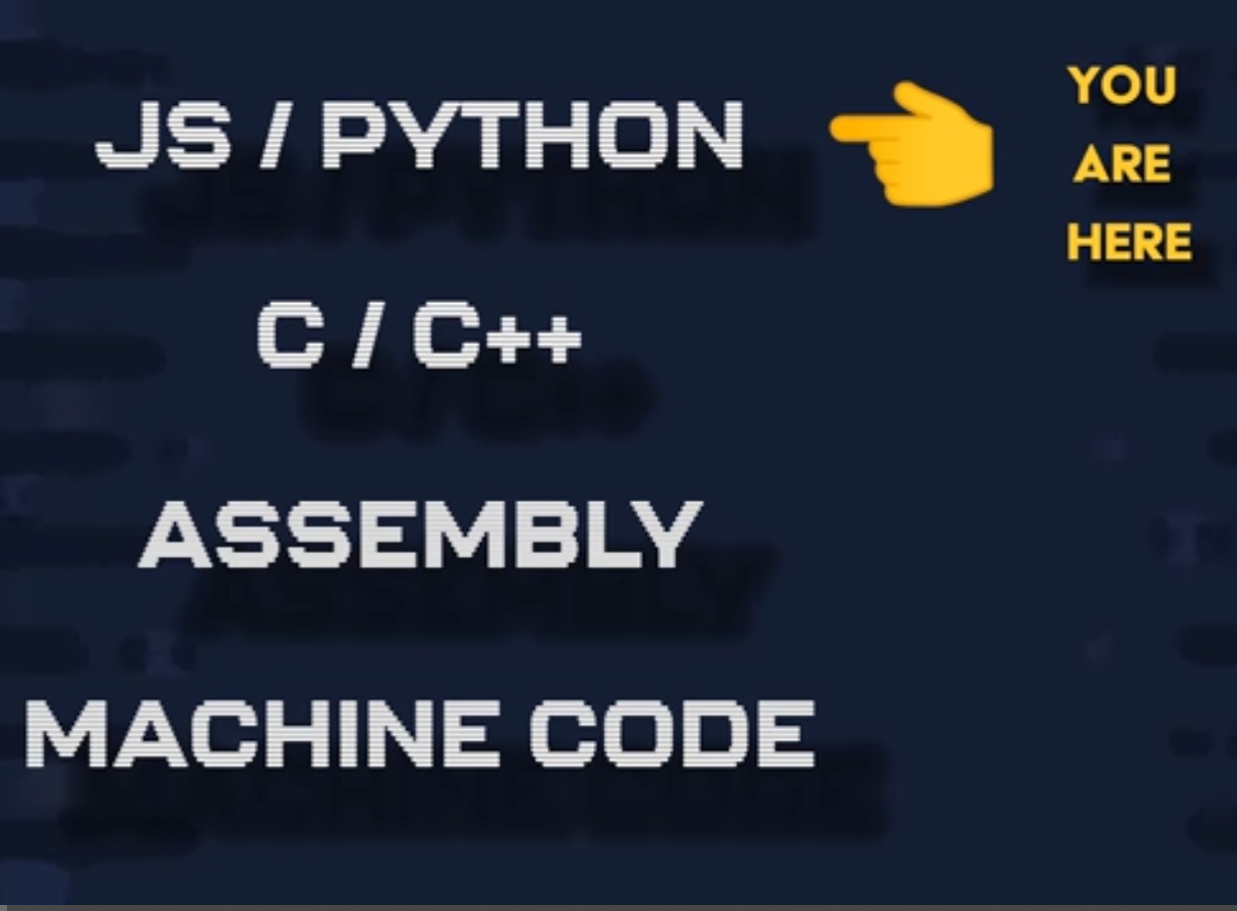 JS / PYTHON
YOU
ARE
HERE
C / C++
ASSEMBLY
MACHINE CODE